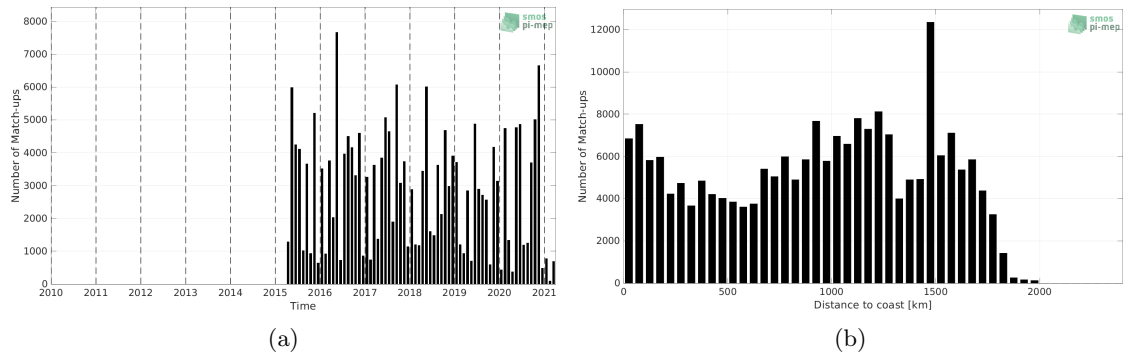 smos
pi-mep
Number of Match-ups
8000
7000
6000
5000
4000
3000
2000
1000
0
2010 2011 2012 2013 2014 2015 2016 2017 2018 2019 2020 2021
Time
(a)
smos
pi-mep
Number of Match-ups
12000
10000
8000
6000
4000
2000
0
0 500 1000 1500 2000
Distance to coast [km]
(b)